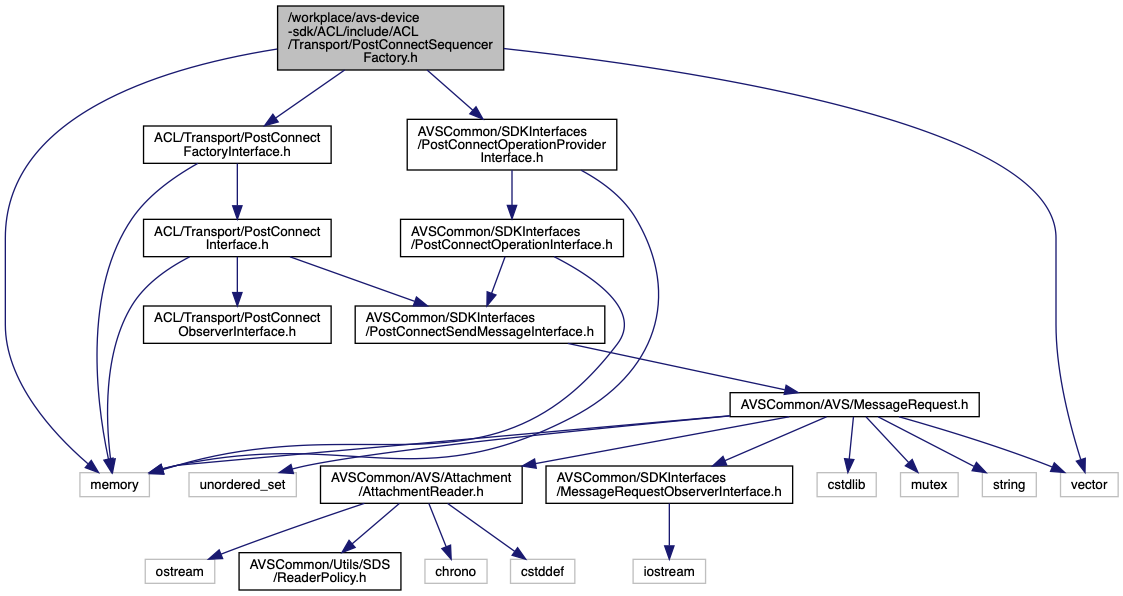 /workplace/avs-device
-sdk/ACL/include/ACL
/Transport/PostConnectSequencer
Factory.h
ACL/Transport/PostConnect
FactoryInterface.h
AVSCommon/SDKInterfaces
/PostConnectOperationProvider
Interface.h
ACL/Transport/PostConnect
Interface.h
AVSCommon/SDKInterfaces
/PostConnectOperationInterface.h
ACL/Transport/PostConnect
ObserverInterface.h
AVSCommon/SDKInterfaces
/PostConnectSendMessageInterface.h
AVSCommon/AVS/MessageRequest.h
memory
unordered_set
AVSCommon/AVS/Attachment
/AttachmentReader.h
AVSCommon/SDKInterfaces
/MessageRequestObserverInterface.h
cstdlib
mutex
string
vector
ostream
AVSCommon/Utils/SDS
/ReaderPolicy.h
chrono
cstddef
iostream